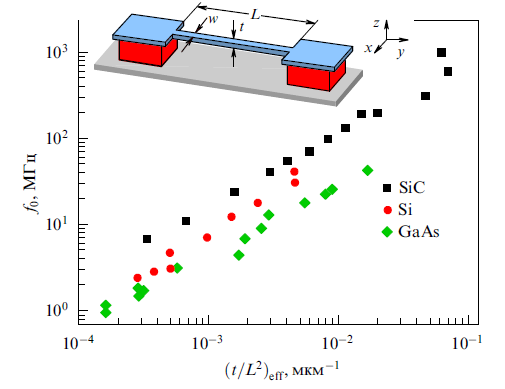 L
w
t
z
x
y
10³
10²
10¹
10⁰
f₀, МГц
SiC
Si
GaAs
10⁻⁴
10⁻³
10⁻²
10⁻¹
(t/L²)eff, мкм⁻¹